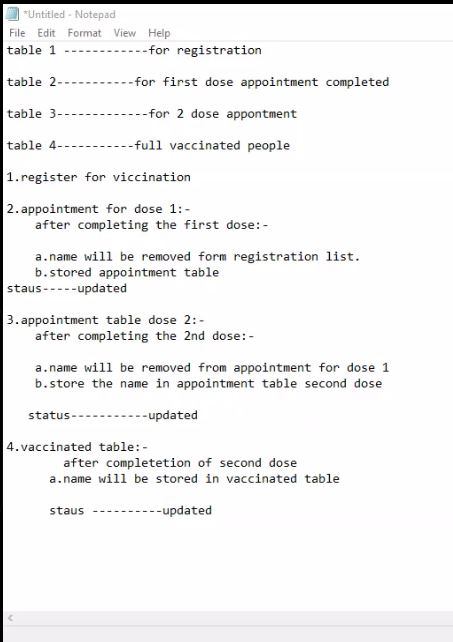 *Untitled - Notepad
File Edit Format View Help
table 1 ------------for registration
table 2-----------for first dose appointment completed
table 3-------------for 2 dose appontment
table 4-----------full vaccinated people
1.register for viccination
2.appointment for dose 1:-
after completing the first dose:-
a.name will be removed form registration list.
b.stored appointment table
staus-----updated
3.appointment table dose 2:-
after completing the 2nd dose:-
a.name will be removed from appointment for dose 1
b.store the name in appointment table second dose
status-----------updated
4.vaccinated table:-
after completetion of second dose
a.name will be stored in vaccinated table
staus ----------updated